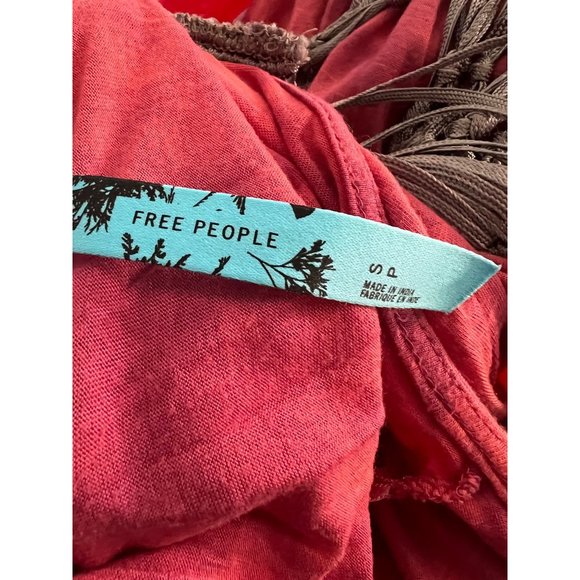 FREE PEOPLE
S
P
MADE IN INDIA
FABRIQUE EN INDE